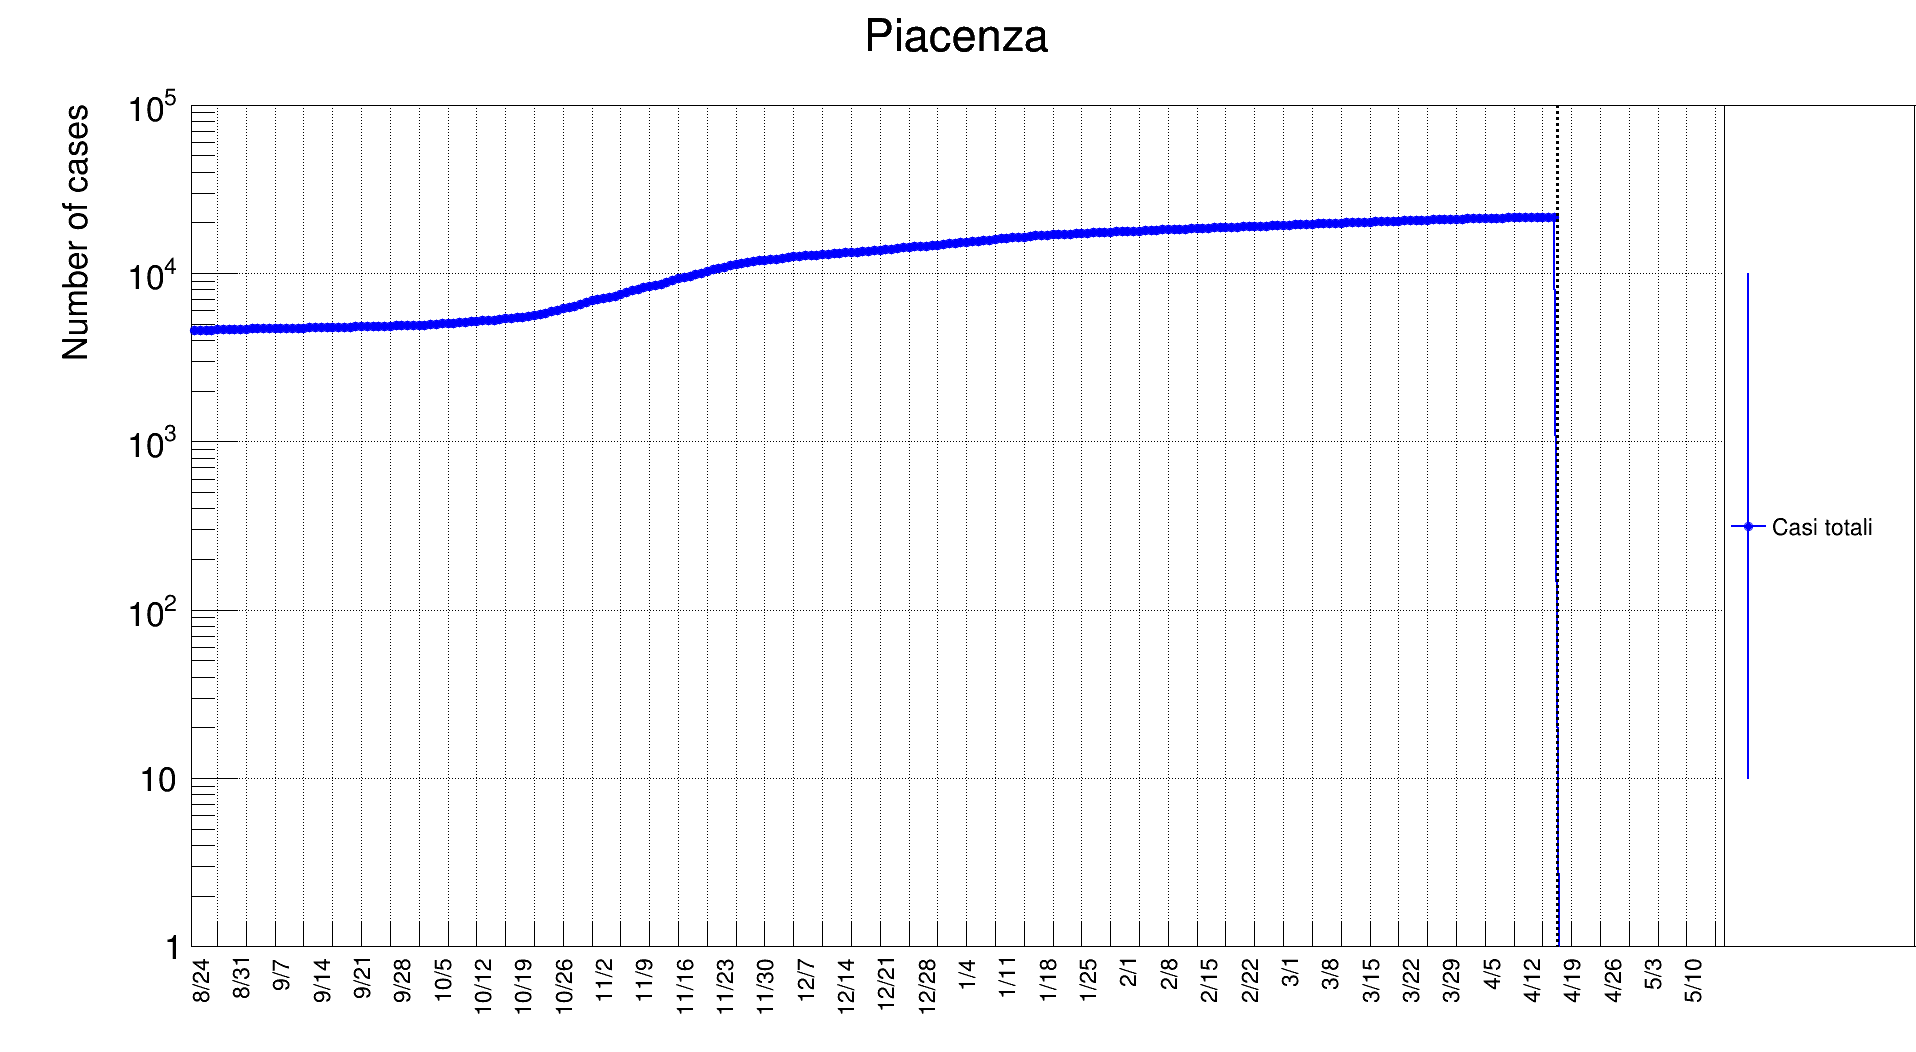 Piacenza
Number of cases
10^5
10^4
10^3
10^2
10
1
8/24 8/31 9/7 9/14 9/21 9/28 10/5 10/12 10/19 10/26 11/2 11/9 11/16 11/23 11/30 12/7 12/14 12/21 12/28 1/4 1/11 1/18 1/25 2/1 2/8 2/15 2/22 3/1 3/8 3/15 3/22 3/29 4/5 4/12 4/19 4/26 5/3 5/10
Casi totali